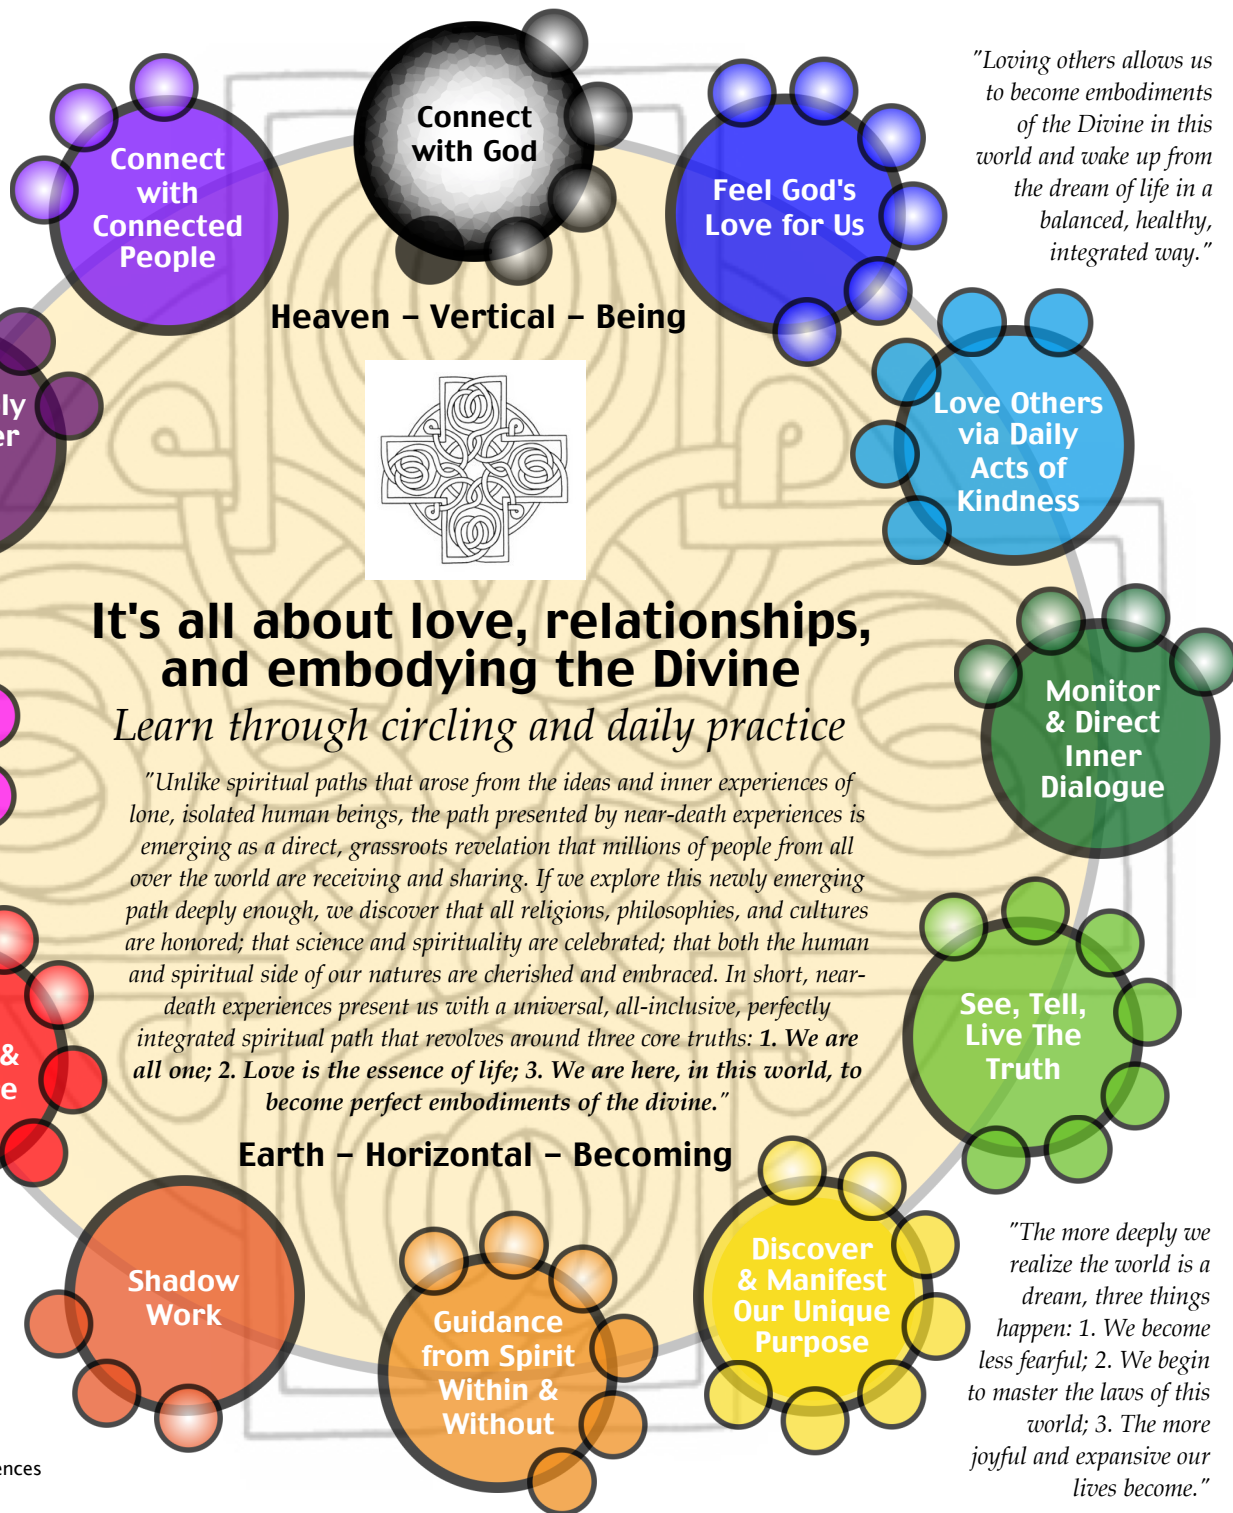 Connect
with God
"Loving others allows us
to become embodiments
of the Divine in this
world and wake up from
the dream of life in a
balanced, healthy,
integrated way."
Connect
with
Connected
People
Feel God's
Love for Us
Heaven – Vertical – Being
ly
er
Love Others
via Daily
Acts of
Kindness
It's all about love, relationships,
and embodying the Divine
Learn through circling and daily practice
Monitor
& Direct
Inner
Dialogue
"Unlike spiritual paths that arose from the ideas and inner experiences of
lone, isolated human beings, the path presented by near-death experiences is
emerging as a direct, grassroots revelation that millions of people from all
over the world are receiving and sharing. If we explore this newly emerging
path deeply enough, we discover that all religions, philosophies, and cultures
are honored; that science and spirituality are celebrated; that both the human
and spiritual side of our natures are cherished and embraced. In short, near-
death experiences present us with a universal, all-inclusive, perfectly
integrated spiritual path that revolves around three core truths: 1. We are
all one; 2. Love is the essence of life; 3. We are here, in this world, to
become perfect embodiments of the divine."
See, Tell,
Live The
Truth
&
e
Earth – Horizontal – Becoming
Shadow
Work
Guidance
from Spirit
Within &
Without
Discover
& Manifest
Our Unique
Purpose
"The more deeply we
realize the world is a
dream, three things
happen: 1. We become
less fearful; 2. We begin
to master the laws of this
world; 3. The more
joyful and expansive our
lives become."
ences